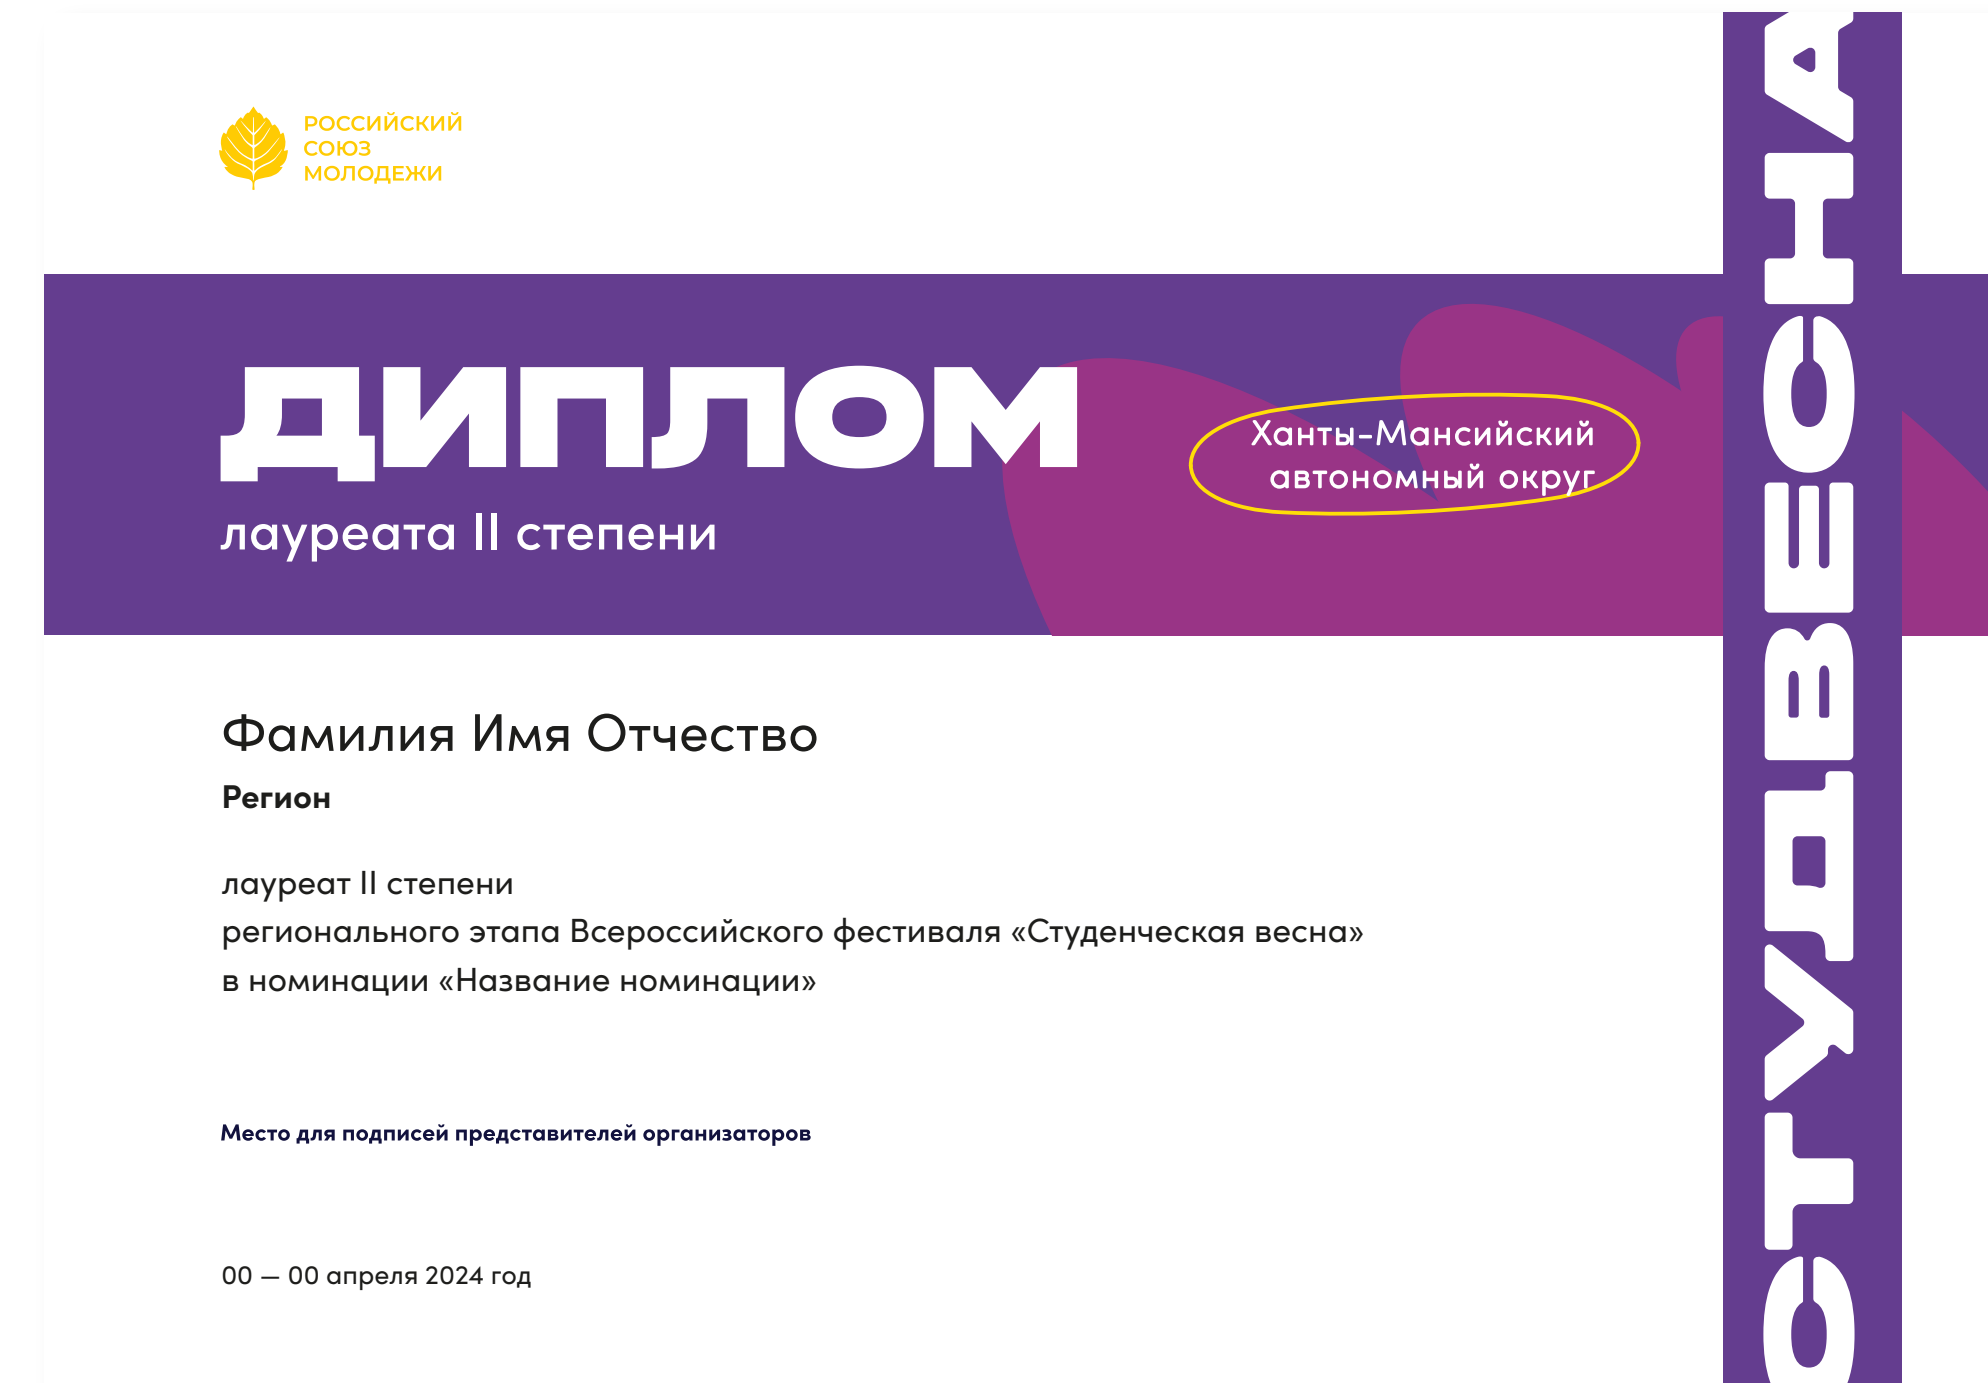 РОССИЙСКИЙ
СОЮЗ
МОЛОДЕЖИ
ДИПЛОМ
лауреата II степени
Ханты-Мансийский
автономный округ
Фамилия Имя Отчество
Регион
лауреат II степени
регионального этапа Всероссийского фестиваля «Студенческая весна»
в номинации «Название номинации»
Место для подписей представителей организаторов
00 — 00 апреля 2024 год
СТУДВЕСНА